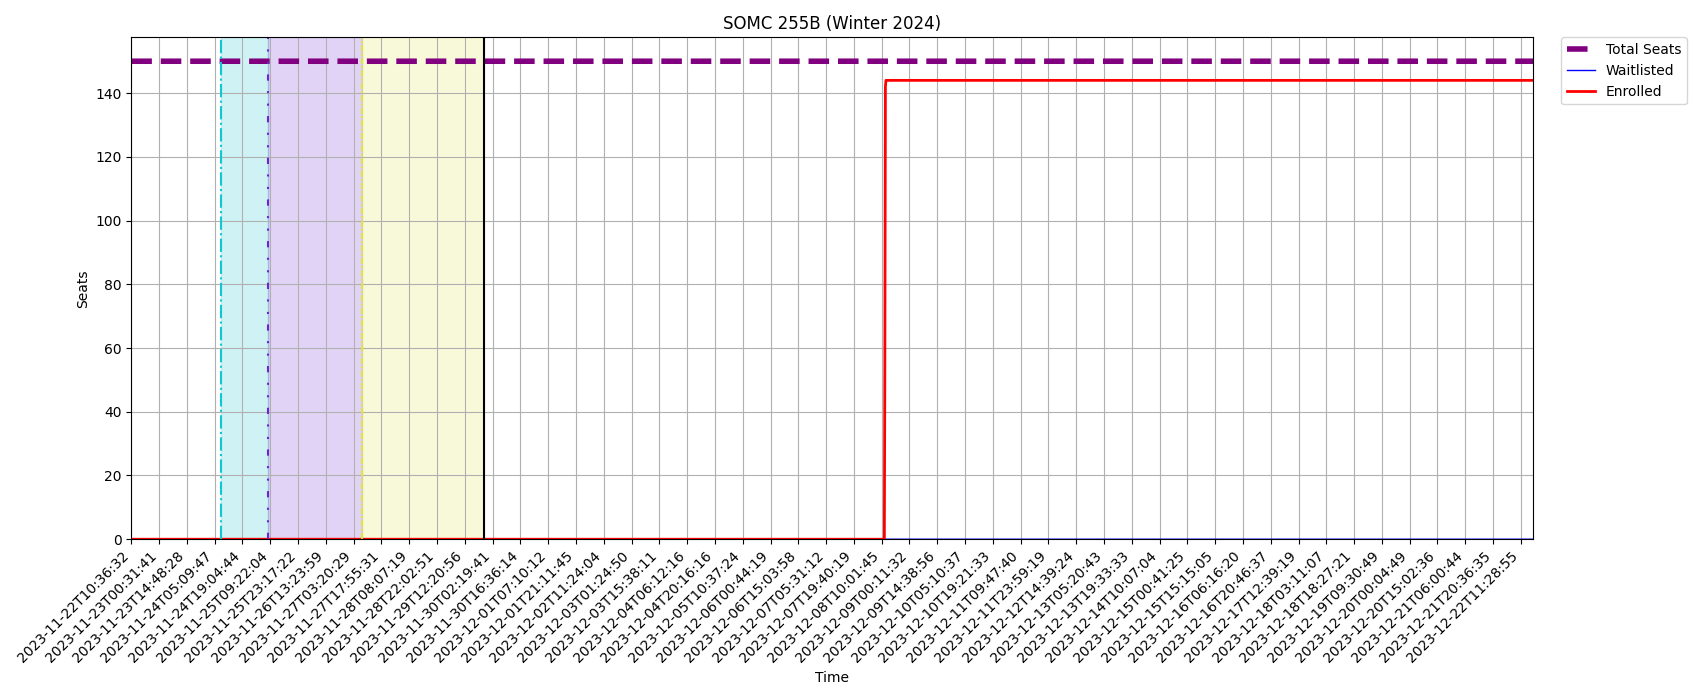 SOMC 255B (Winter 2024)
Total Seats
Waitlisted
Enrolled
Seats
140
120
100
80
60
40
20
0
2023-11-22T10:36:32
2023-11-23T00:31:41
2023-11-23T14:48:28
2023-11-24T05:09:47
2023-11-24T19:04:44
2023-11-25T09:22:04
2023-11-25T23:17:22
2023-11-26T13:23:59
2023-11-27T03:20:29
2023-11-27T17:55:31
2023-11-28T08:07:19
2023-11-28T22:02:51
2023-11-29T12:20:56
2023-11-30T02:19:41
2023-11-30T16:36:14
2023-12-01T07:10:12
2023-12-01T21:11:45
2023-12-02T11:24:04
2023-12-03T01:24:50
2023-12-03T15:38:11
2023-12-04T06:12:16
2023-12-04T20:16:16
2023-12-05T10:37:24
2023-12-06T00:44:19
2023-12-06T15:03:58
2023-12-07T05:31:12
2023-12-07T19:40:19
2023-12-08T10:01:45
2023-12-09T00:11:32
2023-12-09T14:38:56
2023-12-10T05:10:37
2023-12-10T19:21:33
2023-12-11T09:47:40
2023-12-11T23:59:19
2023-12-12T14:39:24
2023-12-13T05:20:43
2023-12-13T19:33:33
2023-12-14T10:07:04
2023-12-15T00:41:25
2023-12-15T15:15:05
2023-12-16T06:16:20
2023-12-16T20:46:37
2023-12-17T12:39:19
2023-12-18T03:11:07
2023-12-18T18:27:21
2023-12-19T09:30:49
2023-12-20T00:04:49
2023-12-20T15:02:36
2023-12-21T06:00:44
2023-12-21T20:36:35
2023-12-22T11:28:55
Time